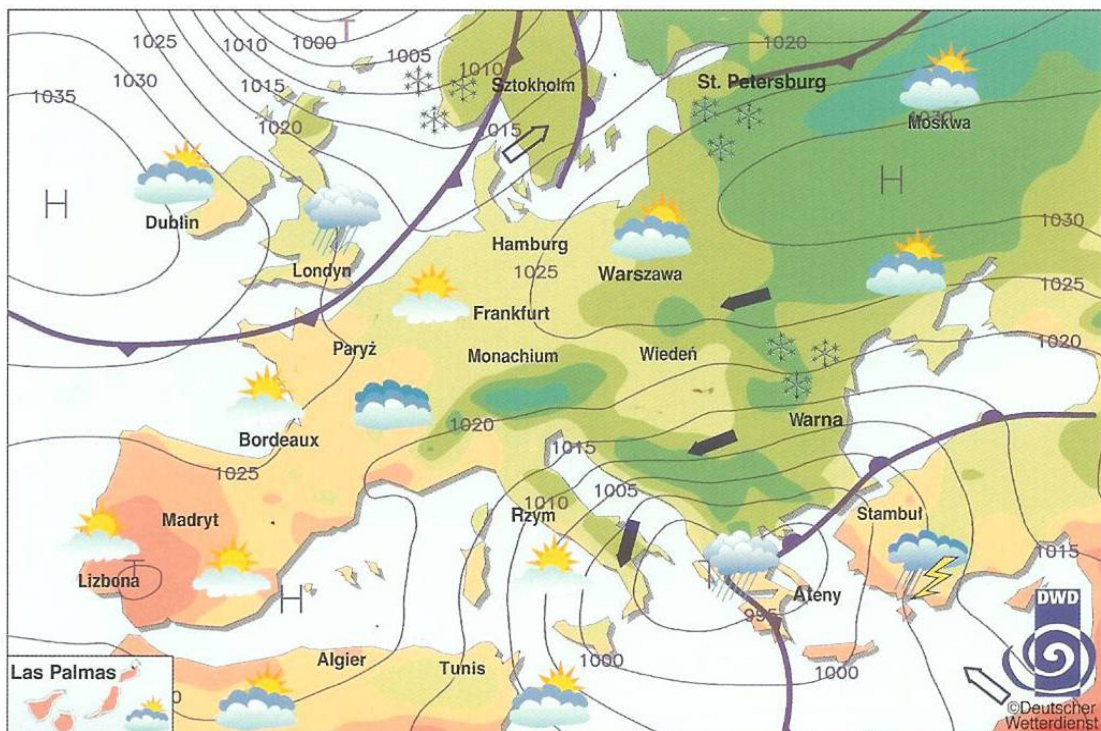 1025
1010
1000
T
1005
1020
1030
1010
Sztokholm
St. Petersburg
1035
1015
1020
1015
Moskwa
H
H
Dublin
Hamburg
1030
Londyn
1025
Warszawa
1025
Frankfurt
Paryż
Monachium
Wiedeń
1020
1020
Warna
Bordeaux
1015
1025
1005
1010
Madryt
Rzym
Stambuł
1015
T
Lizbona
H
T
Ateny
DWD
995
Algier
Tunis
1000
1000
Las Palmas
©Deutscher
Wetterdienst